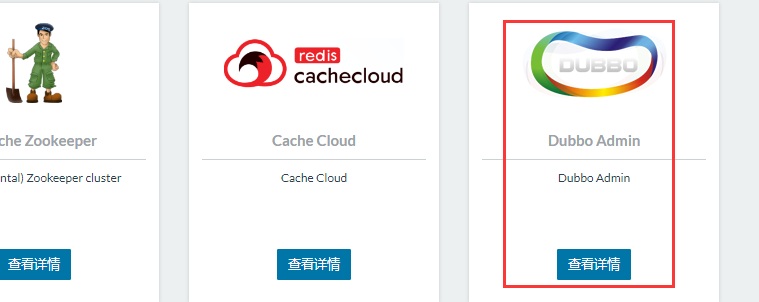 redis
cachecloud
DUBBO
che Zookeeper
Cache Cloud
Dubbo Admin
ntal) Zookeeper cluster
Cache Cloud
Dubbo Admin
查看详情
查看详情
查看详情